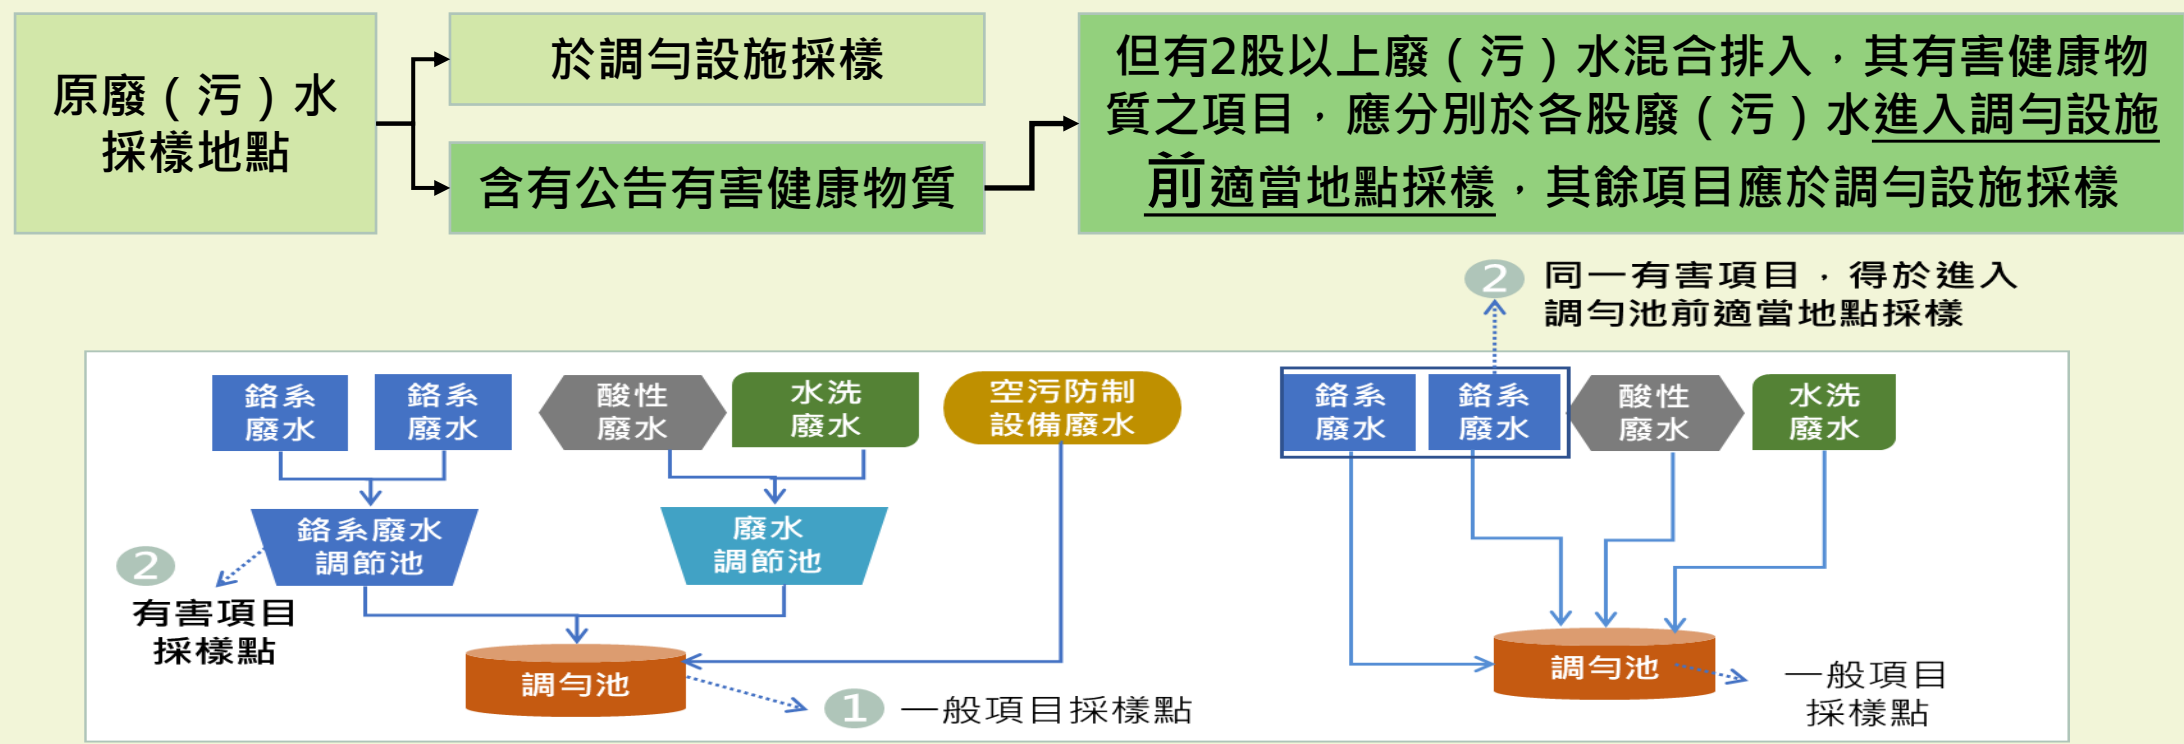 原廢（污）水
採樣地點
於調勻設施採樣
含有公告有害健康物質
但有2股以上廢（污）水混合排入，其有害健康物
質之項目，應分別於各股廢（污）水進入調勻設施
前適當地點採樣，其餘項目應於調勻設施採樣
2 同一有害項目，得於進入
調勻池前適當地點採樣
鉻系
廢水
鉻系
廢水
酸性
廢水
水洗
廢水
空污防制
設備廢水
鉻系廢水
調節池
廢水
調節池
2
有害項目
採樣點
調勻池
1 一般項目採樣點
鉻系
廢水
鉻系
廢水
酸性
廢水
水洗
廢水
調勻池
一般項目
採樣點